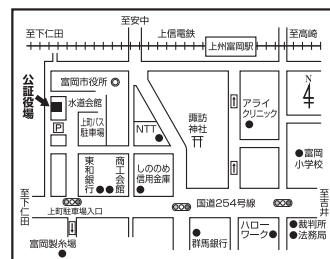 至安中
至下仁田
上信電鉄
至高崎
上州富岡駅
公証役場
富岡市役所
水道会館
P
上町バス
駐車場
NTT
諏訪
神社
アライ
クリニック
N
4
富岡
小学校
東和
銀行
商工
会館
しののめ
信用金庫
至下仁田
国道254号線
至吉井
上町駐車場入口
富岡製糸場
群馬銀行
ハロー
ワーク
裁判所
法務局